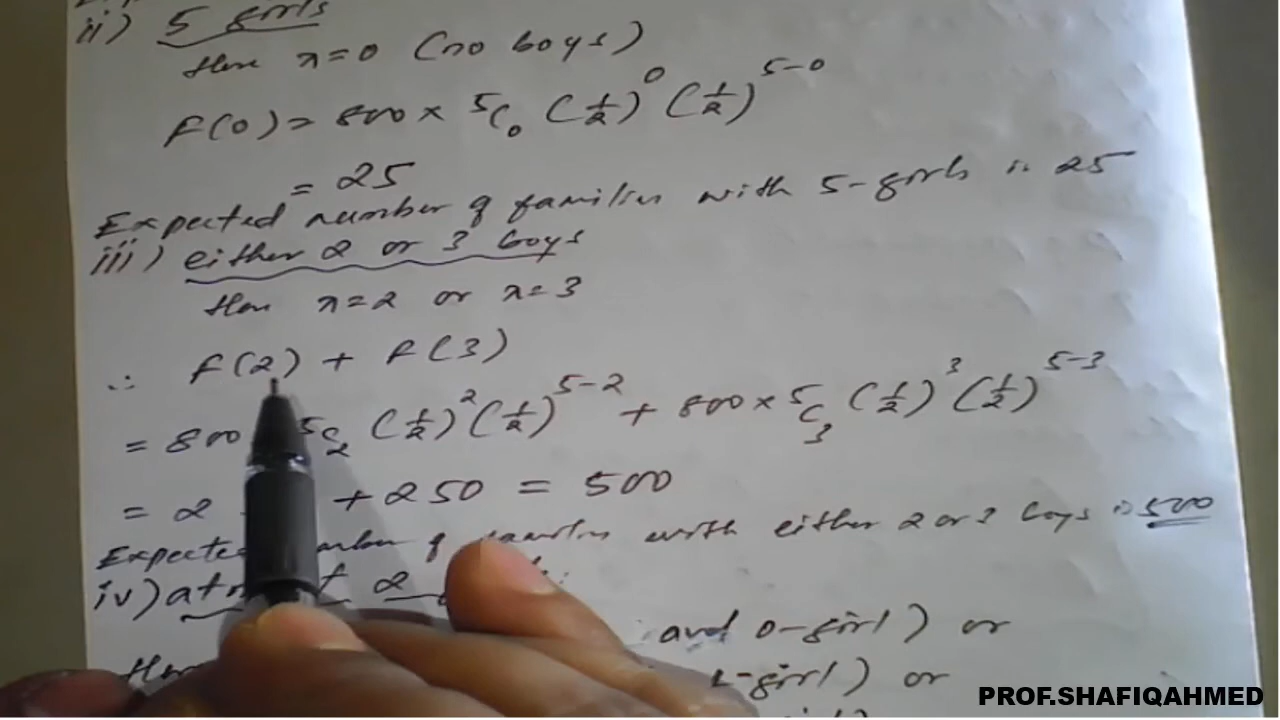 ii) 5 girls
Here x=0 (no boys)
F(0) = 800 × ⁵C₀ (1/2)⁰ (1/2)⁵⁻⁰
= 25
Expected number of families with 5-girls is 25
iii) either 2 or 3 boys
Here x=2 or x=3
∴ F(2) + F(3)
= 800 ⁵C₂ (1/2)² (1/2)⁵⁻² + 800 × ⁵C₃ (1/2)³ (1/2)⁵⁻³
= 2 + 250 = 500
Expected number of families with either 2 or 3 boys is 500
iv) at 2
and 0-girl) or
Here girl) or
PROF.SHAFIQAHMED